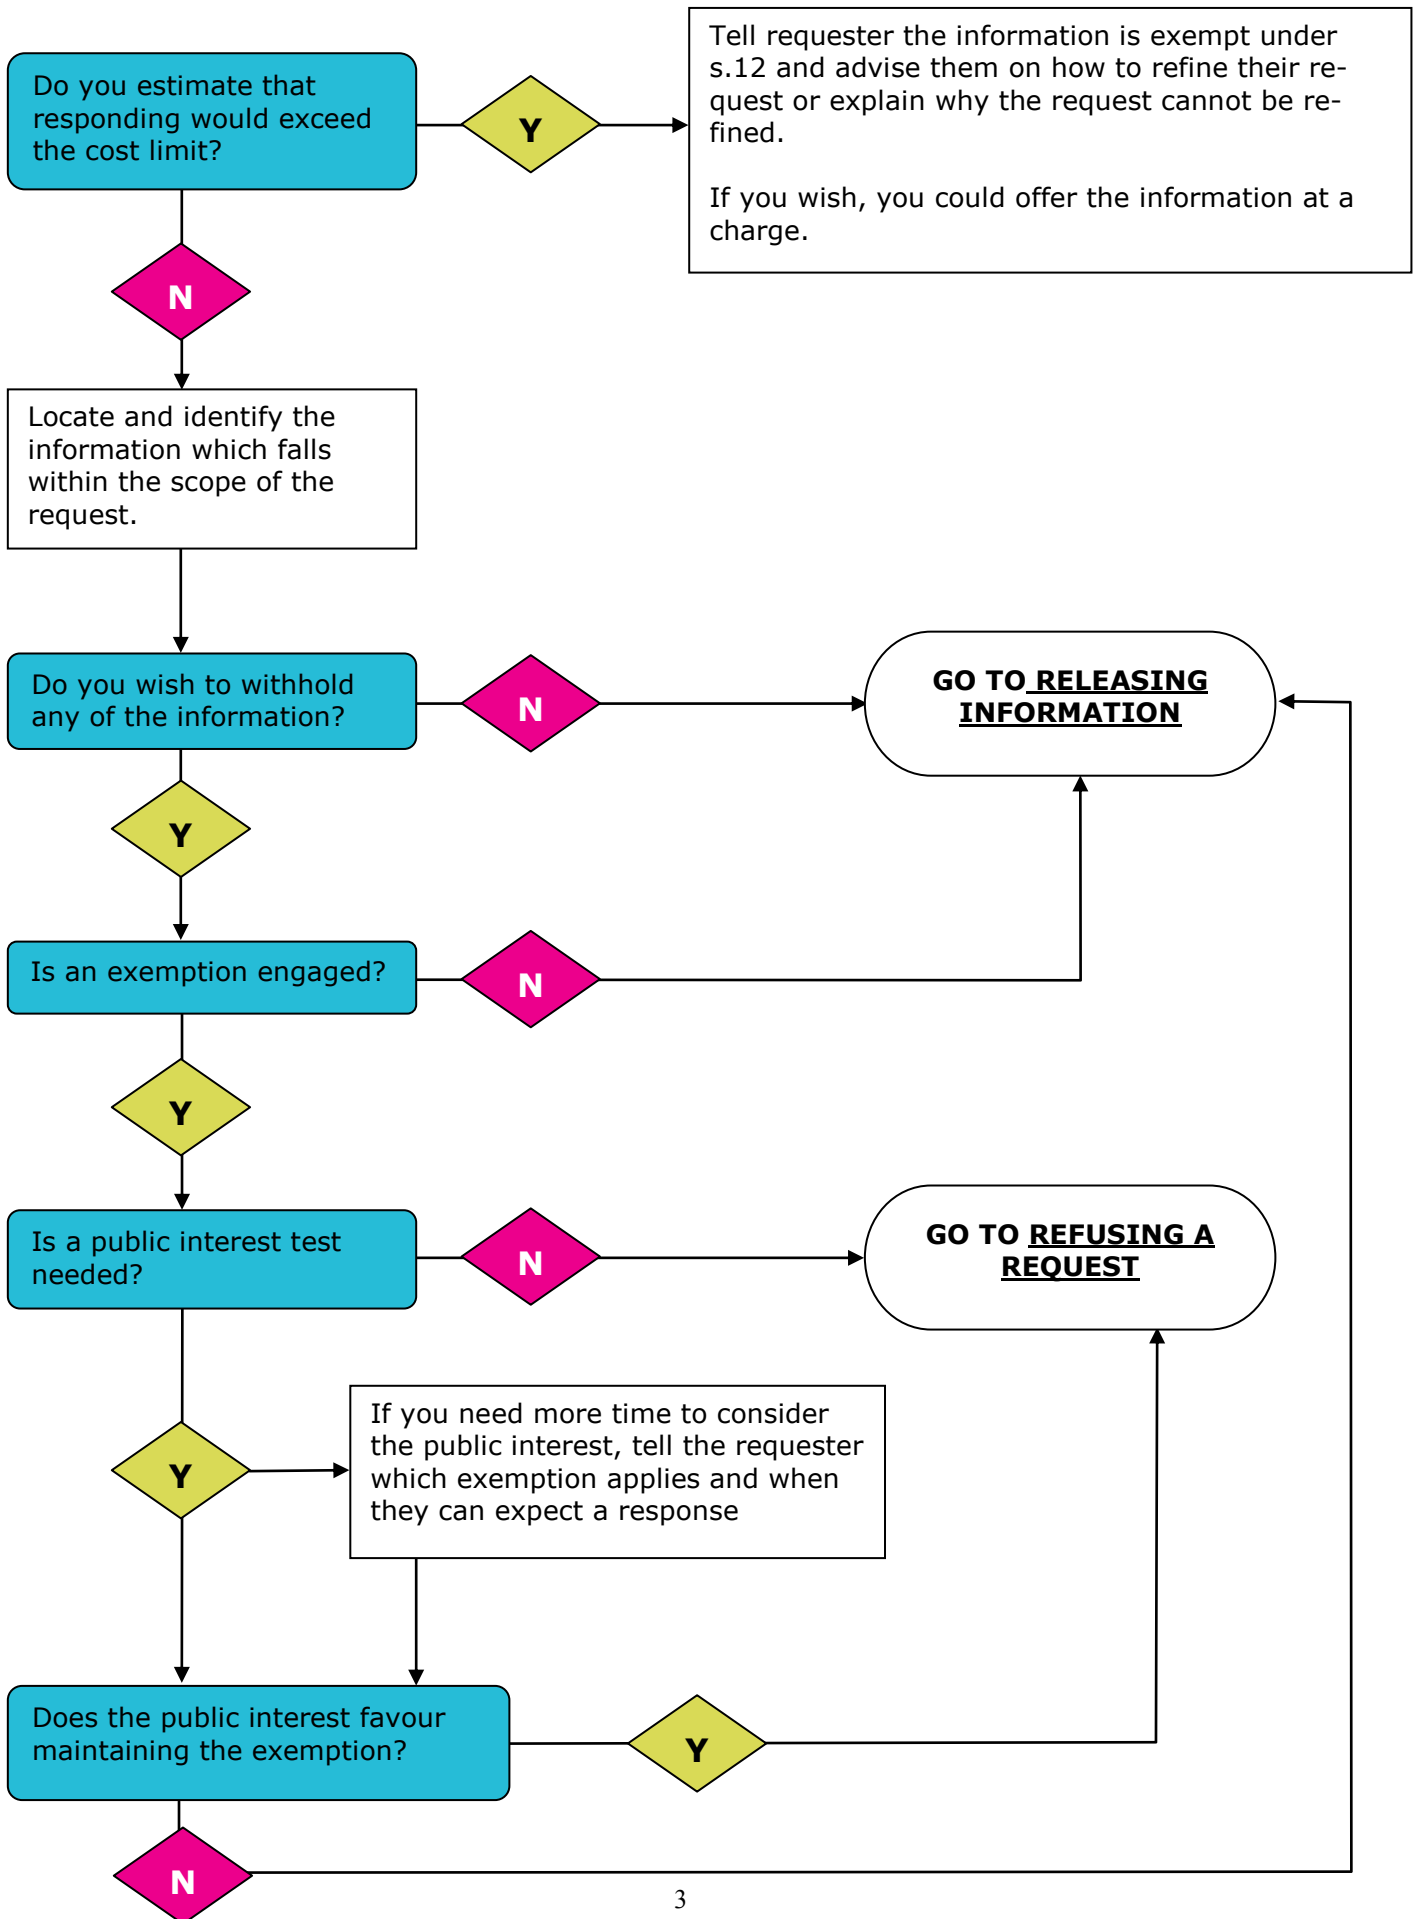 Do you estimate that
responding would exceed
the cost limit?
Y
Tell requester the information is exempt under
s.12 and advise them on how to refine their re-
quest or explain why the request cannot be re-
fined.
If you wish, you could offer the information at a
charge.
N
Locate and identify the
information which falls
within the scope of the
request.
Do you wish to withhold
any of the information?
N
GO TO RELEASING
INFORMATION
Y
Is an exemption engaged?
N
Y
Is a public interest test
needed?
N
GO TO REFUSING A
REQUEST
Y
If you need more time to consider
the public interest, tell the requester
which exemption applies and when
they can expect a response
Does the public interest favour
maintaining the exemption?
Y
N
3